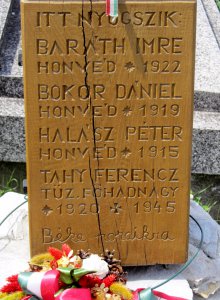 ITT NYUGSZIK:
BARÁTH IMRE
HONVÉD * 1922
BOKOR DÁNIEL
HONVÉD * 1919
HALÁSZ PÉTER
HONVÉD * 1915
TAHY FERENCZ
TÜZ. FŐHADNAGY
* 1920 ✠ 1945
Béke poraikra